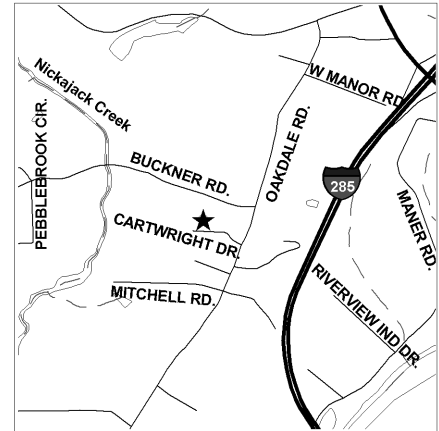 W MANOR RD
Nickajack Creek
PEBBLEBROOK CIR.
OAKDALE RD.
BUCKNER RD.
285
MANER RD.
CARTWRIGHT DR.
MITCHELL RD.
RIVERVIEW IND DR.